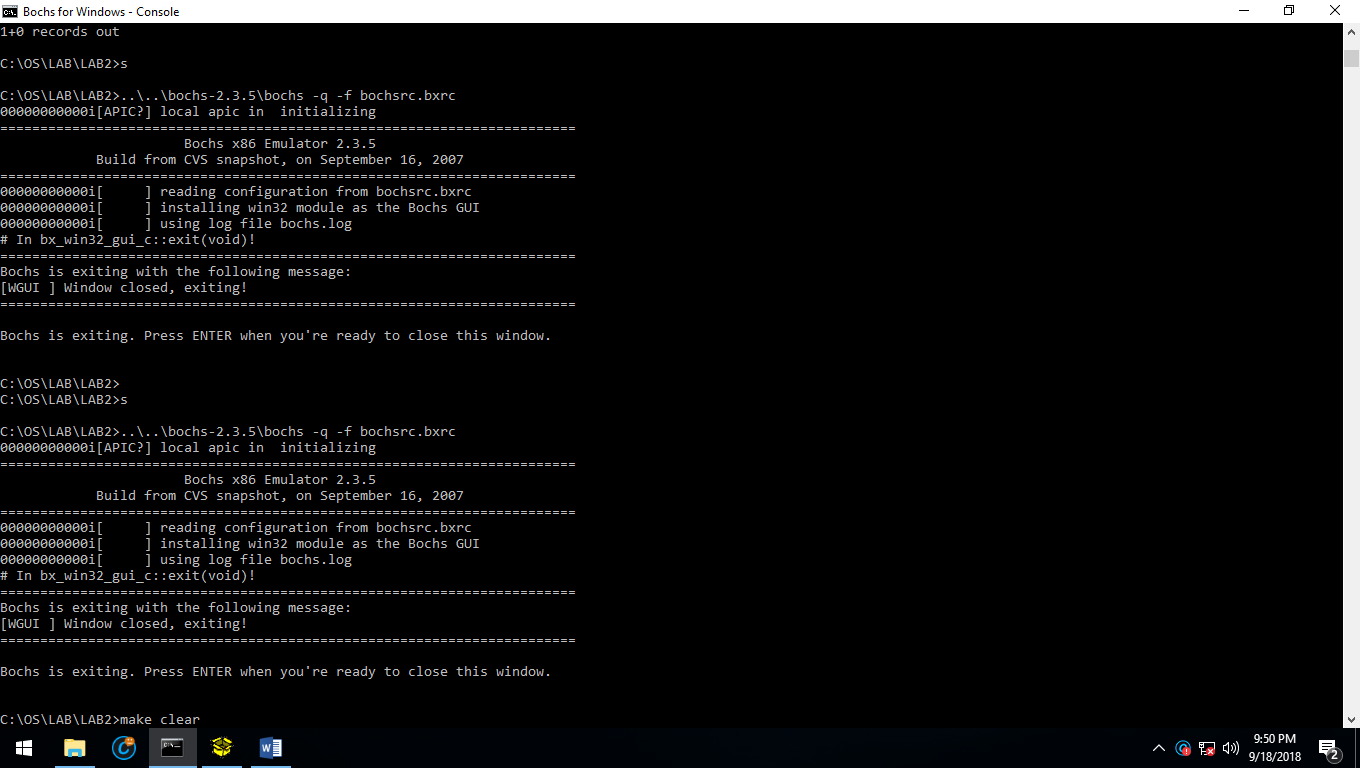 Bochs for Windows - Console
1+0 records out
C:\OS\LAB\LAB2>s
C:\OS\LAB\LAB2>..\..\bochs-2.3.5\bochs -q -f bochsrc.bxrc
00000000000i[APIC?] local apic in  initializing
========================================================================
Bochs x86 Emulator 2.3.5
Build from CVS snapshot, on September 16, 2007
========================================================================
00000000000i[     ] reading configuration from bochsrc.bxrc
00000000000i[     ] installing win32 module as the Bochs GUI
00000000000i[     ] using log file bochs.log
# In bx_win32_gui_c::exit(void)!
========================================================================
Bochs is exiting with the following message:
[WGUI ] Window closed, exiting!
========================================================================
Bochs is exiting. Press ENTER when you're ready to close this window.
C:\OS\LAB\LAB2>
C:\OS\LAB\LAB2>s
C:\OS\LAB\LAB2>..\..\bochs-2.3.5\bochs -q -f bochsrc.bxrc
00000000000i[APIC?] local apic in  initializing
========================================================================
Bochs x86 Emulator 2.3.5
Build from CVS snapshot, on September 16, 2007
========================================================================
00000000000i[     ] reading configuration from bochsrc.bxrc
00000000000i[     ] installing win32 module as the Bochs GUI
00000000000i[     ] using log file bochs.log
# In bx_win32_gui_c::exit(void)!
========================================================================
Bochs is exiting with the following message:
[WGUI ] Window closed, exiting!
========================================================================
Bochs is exiting. Press ENTER when you're ready to close this window.
C:\OS\LAB\LAB2>make clear
9:50 PM
9/18/2018
2